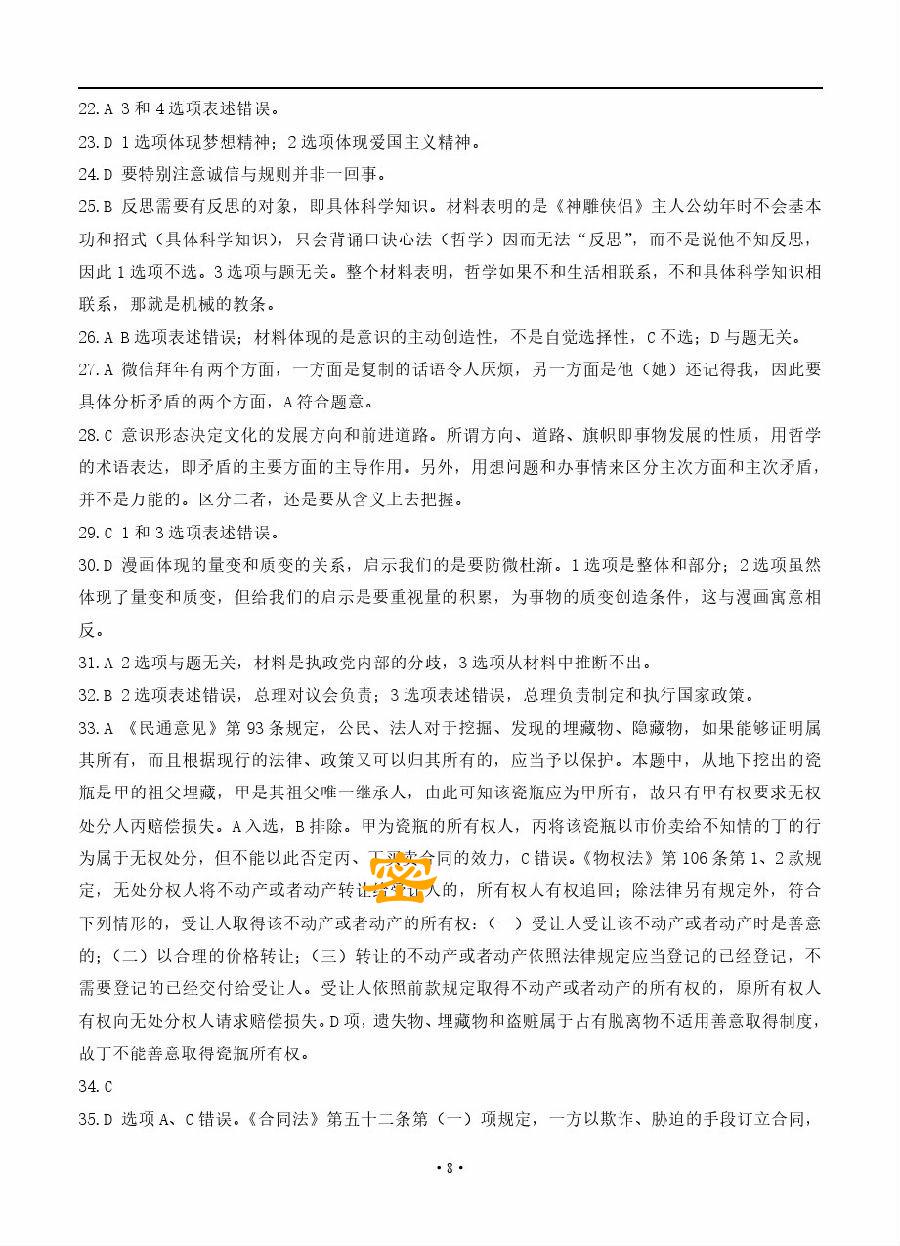 22.A 3 和 4 选项表述错误。
23.D 1 选项体现梦想精神；2 选项体现爱国主义精神。
24.D 要特别注意诚信与规则并非一回事。
25.B 反思需要有反思的对象，即具体科学知识。材料表明的是《神雕侠侣》主人公幼年时不会基本
功和招式（具体科学知识），只会背诵口诀心法（哲学）因而无法“反思”，而不是说他不知反思，
因此 1 选项不选。3 选项与题无关。整个材料表明，哲学如果不和生活相联系，不和具体科学知识相
联系，那就是机械的教条。
26.A B 选项表述错误；材料体现的是意识的主动创造性，不是自觉选择性，C 不选；D 与题无关。
27.A 微信拜年有两个方面，一方面是复制的话语令人厌烦，另一方面是他（她）还记得我，因此要
具体分析矛盾的两个方面，A 符合题意。
28.C 意识形态决定文化的发展方向和前进道路。所谓方向、道路、旗帜即事物发展的性质，用哲学
的术语表达，即矛盾的主要方面的主导作用。另外，用想问题和办事情来区分主次方面和主次矛盾，
并不是万能的。区分二者，还是要从含义上去把握。
29.C 1 和 3 选项表述错误。
30.D 漫画体现的量变和质变的关系，启示我们的是要防微杜渐。1 选项是整体和部分；2 选项虽然
体现了量变和质变，但给我们的启示是要重视量的积累，为事物的质变创造条件，这与漫画寓意相
反。
31.A 2 选项与题无关，材料是执政党内部的分歧，3 选项从材料中推断不出。
32.B 2 选项表述错误，总理对议会负责；3 选项表述错误，总理负责制定和执行国家政策。
33.A 《民通意见》第 93 条规定，公民、法人对于挖掘、发现的埋藏物、隐藏物，如果能够证明属
其所有，而且根据现行的法律、政策又可以归其所有的，应当予以保护。本题中，从地下挖出的瓷
瓶是甲的祖父埋藏，甲是其祖父唯一继承人，由此可知该瓷瓶应为甲所有，故只有甲有权要求无权
处分人丙赔偿损失。A 入选，B 排除。甲为瓷瓶的所有权人，丙将该瓷瓶以市价卖给不知情的丁的行
为属于无权处分，但不能以此否定丙、丁买卖合同的效力，C 错误。《物权法》第 106 条第 1、2 款规
定，无处分权人将不动产或者动产转让给受让人的，所有权人有权追回；除法律另有规定外，符合
下列情形的，受让人取得该不动产或者动产的所有权：（一）受让人受让该不动产或者动产时是善意
的；（二）以合理的价格转让；（三）转让的不动产或者动产依照法律规定应当登记的已经登记，不
需要登记的已经交付给受让人。受让人依照前款规定取得不动产或者动产的所有权的，原所有权人
有权向无处分权人请求赔偿损失。D 项，遗失物、埋藏物和盗赃属于占有脱离物不适用善意取得制度，
故丁不能善意取得瓷瓶所有权。
34.C
35.D 选项 A、C 错误。《合同法》第五十二条第（一）项规定，一方以欺诈、胁迫的手段订立合同，
·8·
密